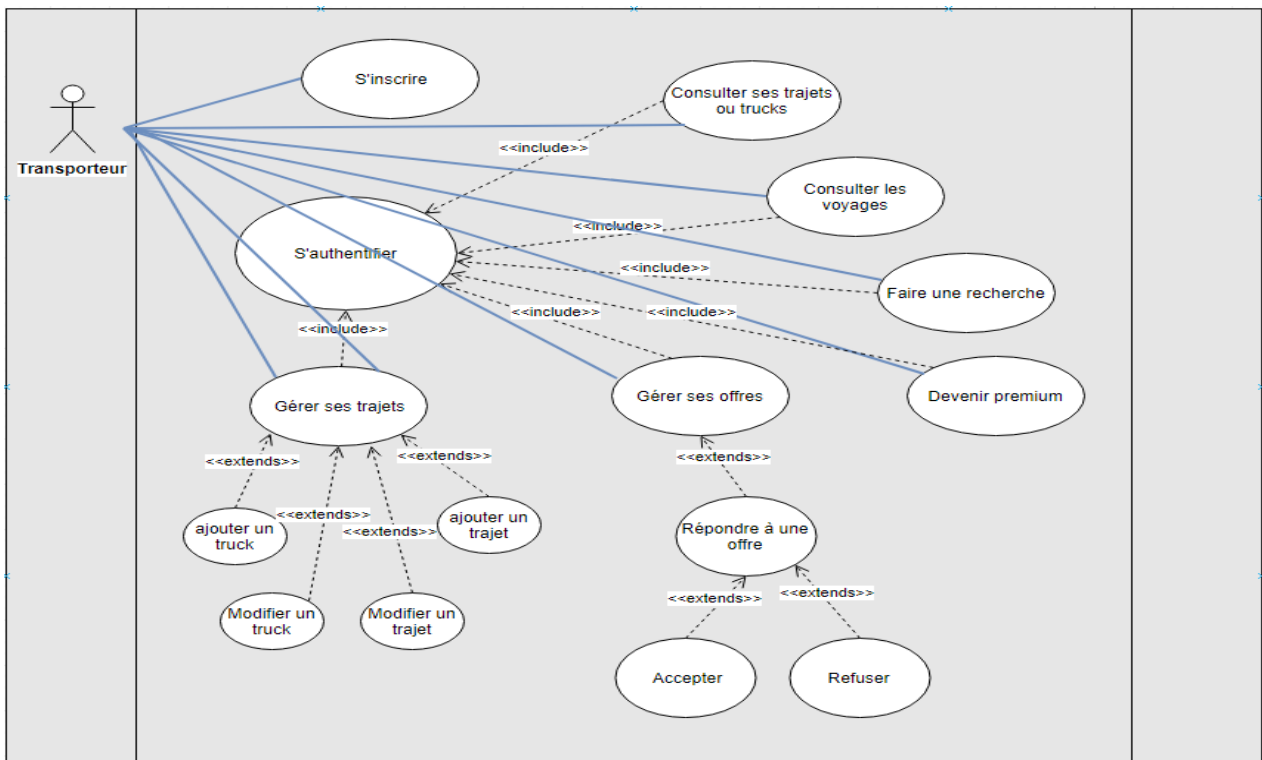 S'inscrire
Consulter ses trajets
ou trucks
Transporteur
<<include>>
Consulter les
voyages
<<include>>
S'authentifier
<<include>>
Faire une recherche
<<include>>
<<include>>
<<include>>
Gérer ses trajets
Gérer ses offres
Devenir premium
<<extends>>
<<extends>>
<<extends>>
<<extends>>
<<extends>>
ajouter un
truck
ajouter un
trajet
Répondre à une
offre
<<extends>>
<<extends>>
Modifier un
truck
Modifier un
trajet
Accepter
Refuser